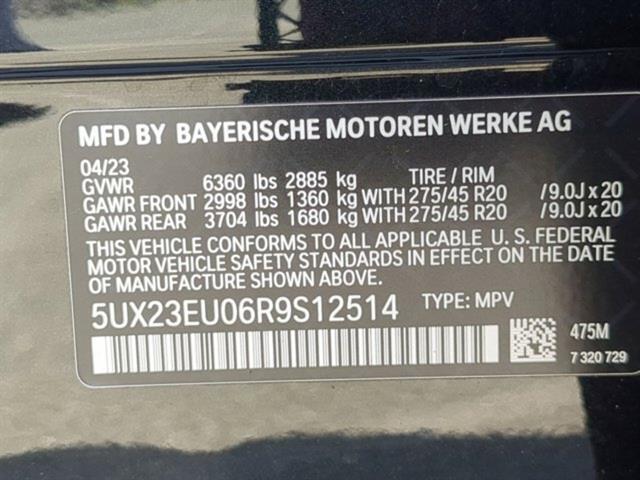 MFD BY BAYERISCHE MOTOREN WERKE AG
04/23 TIRE / RIM
GVWR 6360 lbs 2885 kg
GAWR FRONT 2998 lbs 1360 kg WITH 275/45 R20 /9.0J x 20
GAWR REAR 3704 lbs 1680 kg WITH 275/45 R20 /9.0J x 20
THIS VEHICLE CONFORMS TO ALL APPLICABLE U. S. FEDERAL
MOTOR VEHICLE SAFETY STANDARDS IN EFFECT ON THE DATE
OF MANUFACTURE SHOWN ABOVE.
5UX23EU06R9S12514 TYPE: MPV
475M
7 320 729